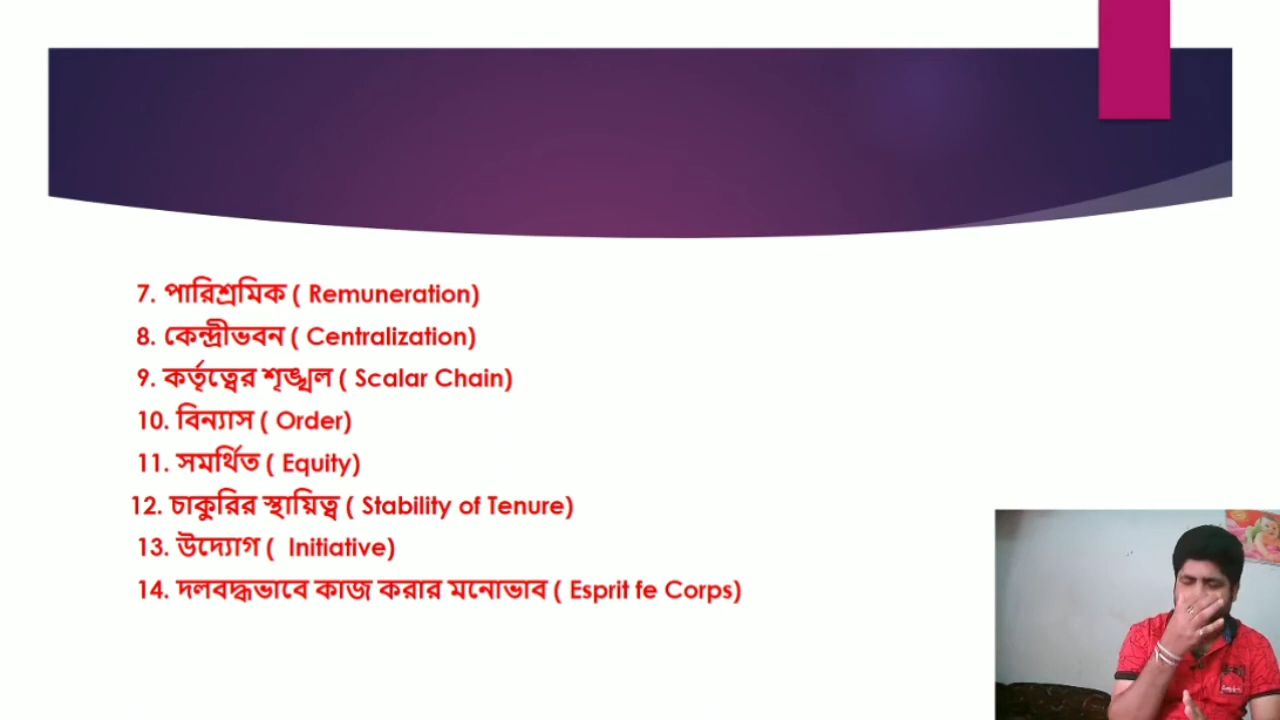 7. পারিশ্রমিক ( Remuneration)
8. কেন্দ্রীভবন ( Centralization)
9. কর্তৃত্বের শৃঙ্খল ( Scalar Chain)
10. বিন্যাস ( Order)
11. সমর্থিত ( Equity)
12. চাকুরির স্থায়িত্ব ( Stability of Tenure)
13. উদ্যোগ ( Initiative)
14. দলবদ্ধভাবে কাজ করার মনোভাব ( Esprit fe Corps)